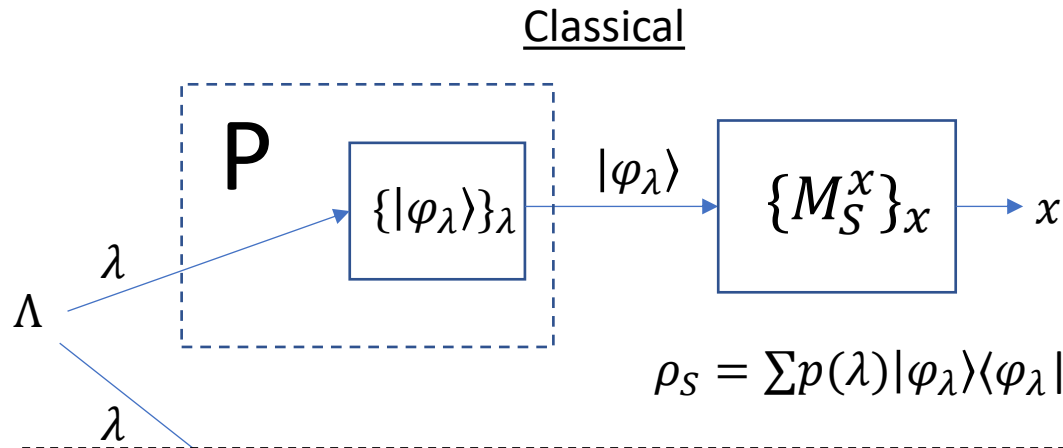 Classical
P
{|φ_λ⟩}_λ
|φ_λ⟩
{M_S^x}_x
x
λ
Λ
ρ_S = ∑p(λ)|φ_λ⟩⟨φ_λ|
λ